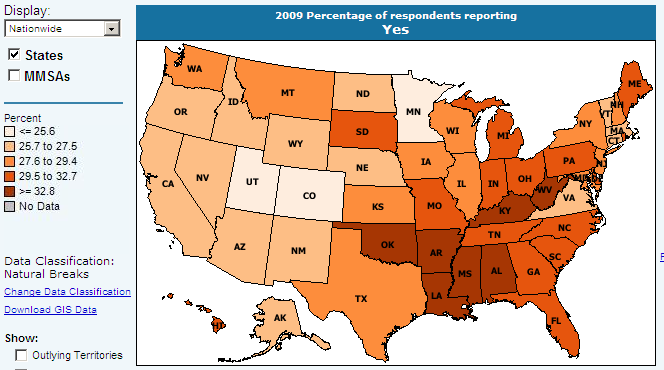 Display:
Nationwide
States
MMSAs
Percent
<= 25.6
25.7 to 27.5
27.6 to 29.4
29.5 to 32.7
>= 32.8
No Data
Data Classification:
Natural Breaks
Change Data Classification
Download GIS Data
Show:
Outlying Territories
2009 Percentage of respondents reporting
Yes
WA
MT
ND
MN
ME
OR
ID
SD
WI
MI
NY
VT
NH
MA
CT
WY
NE
IA
PA
NJ
NV
UT
CO
KS
IL
IN
OH
WV
VA
CA
MO
KY
AZ
NM
OK
AR
TN
NC
SC
TX
LA
MS
AL
GA
FL
AK
HI